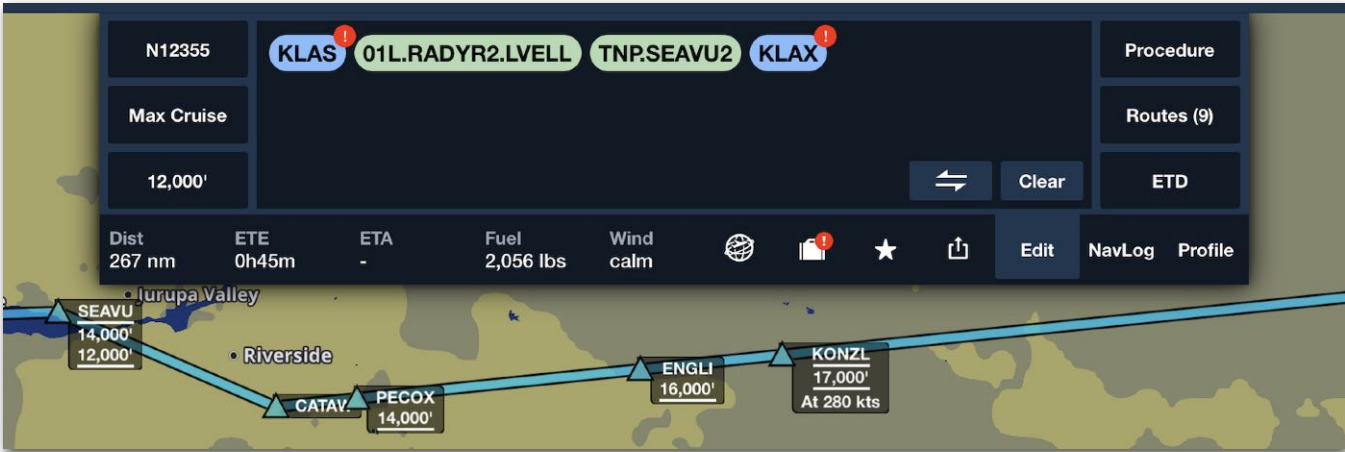 N12355
KLAS ! 01L.RADYR2.LVELL TNP.SEAVU2 KLAX !
Procedure
Max Cruise
Routes (9)
12,000'
Clear
ETD
Dist ETE ETA Fuel Wind
267 nm 0h45m - 2,056 lbs calm
!
Edit NavLog Profile
Jurupa Valley
SEAVU
14,000'
12,000'
Riverside
CATAV.
PECOX
14,000'
ENGLI
16,000'
KONZL
17,000'
At 280 kts